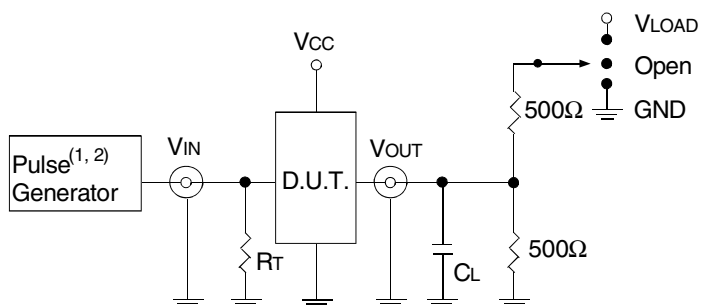 VLOAD
VCC
Open
500Ω
GND
VIN
VOUT
Pulse(1, 2)
Generator
D.U.T.
RT
CL
500Ω